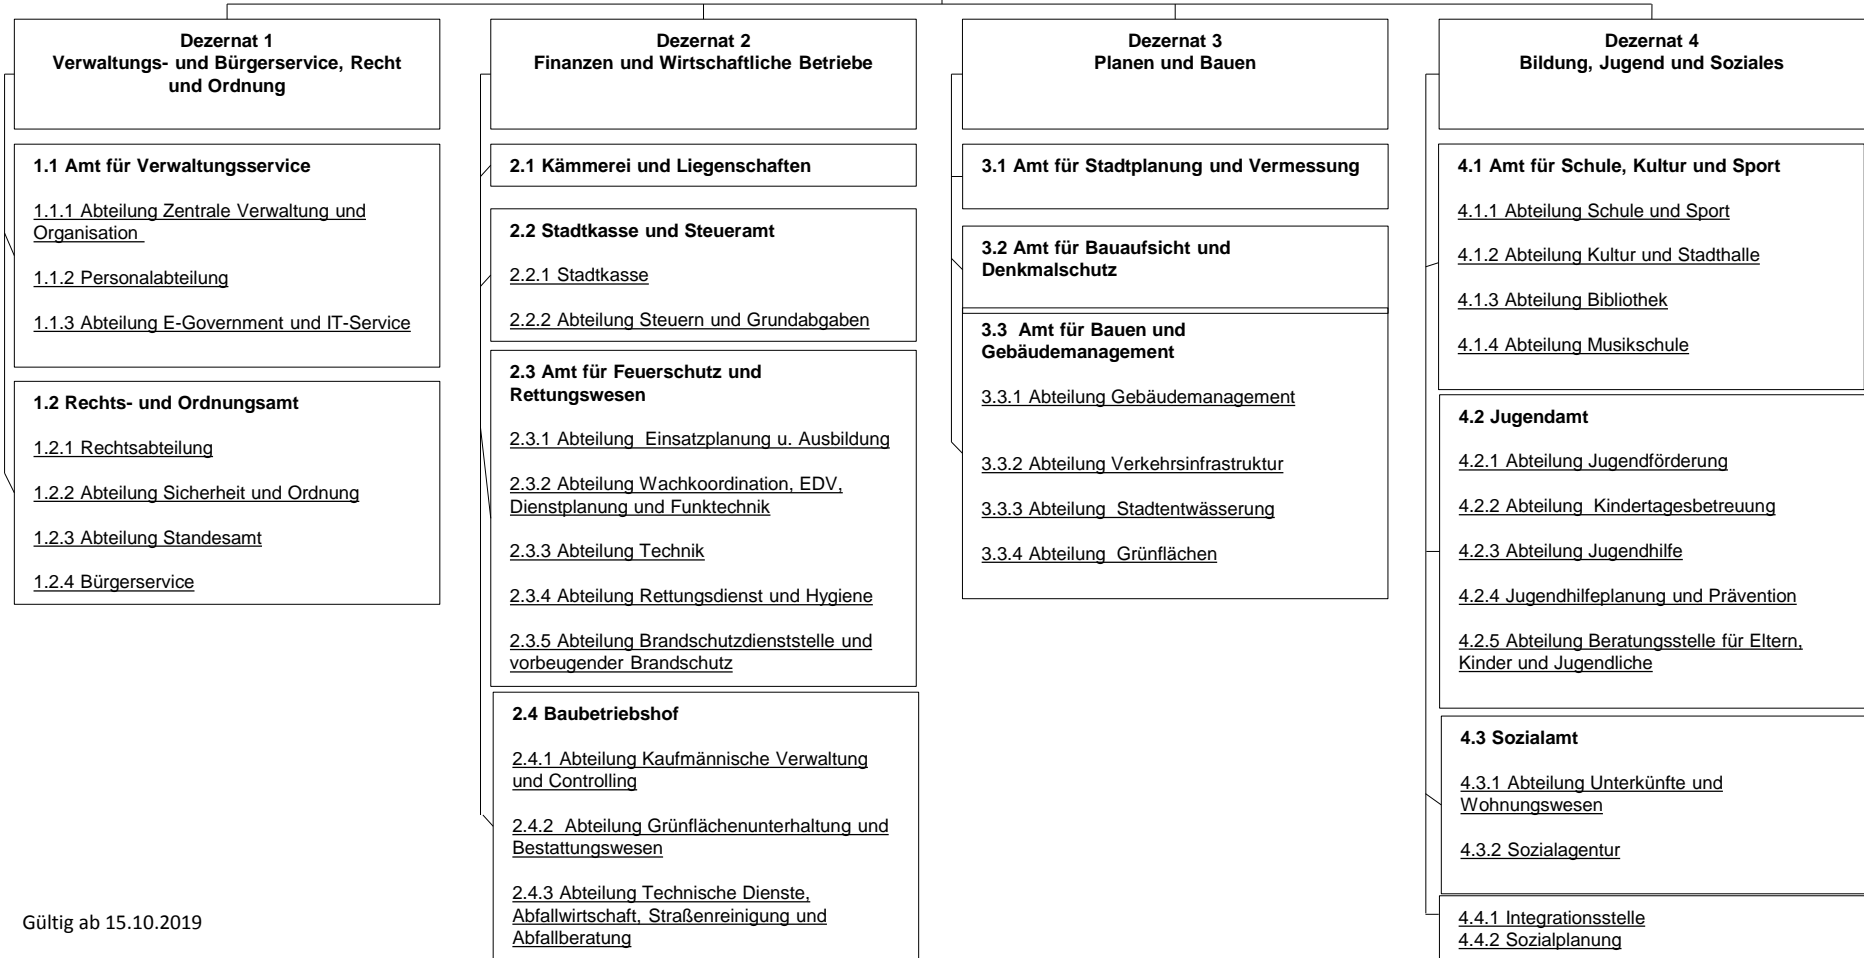 Dezernat 1
Verwaltungs- und Bürgerservice, Recht
und Ordnung
1.1 Amt für Verwaltungsservice
1.1.1 Abteilung Zentrale Verwaltung und
Organisation
1.1.2 Personalabteilung
1.1.3 Abteilung E-Government und IT-Service
1.2 Rechts- und Ordnungsamt
1.2.1 Rechtsabteilung
1.2.2 Abteilung Sicherheit und Ordnung
1.2.3 Abteilung Standesamt
1.2.4 Bürgerservice
Dezernat 2
Finanzen und Wirtschaftliche Betriebe
2.1 Kämmerei und Liegenschaften
2.2 Stadtkasse und Steueramt
2.2.1 Stadtkasse
2.2.2 Abteilung Steuern und Grundabgaben
2.3 Amt für Feuerschutz und
Rettungswesen
2.3.1 Abteilung Einsatzplanung u. Ausbildung
2.3.2 Abteilung Wachkoordination, EDV,
Dienstplanung und Funktechnik
2.3.3 Abteilung Technik
2.3.4 Abteilung Rettungsdienst und Hygiene
2.3.5 Abteilung Brandschutzdienststelle und
vorbeugender Brandschutz
2.4 Baubetriebshof
2.4.1 Abteilung Kaufmännische Verwaltung
und Controlling
2.4.2 Abteilung Grünflächenunterhaltung und
Bestattungswesen
2.4.3 Abteilung Technische Dienste,
Abfallwirtschaft, Straßenreinigung und
Abfallberatung
Dezernat 3
Planen und Bauen
3.1 Amt für Stadtplanung und Vermessung
3.2 Amt für Bauaufsicht und
Denkmalschutz
3.3 Amt für Bauen und
Gebäudemanagement
3.3.1 Abteilung Gebäudemanagement
3.3.2 Abteilung Verkehrsinfrastruktur
3.3.3 Abteilung Stadtentwässerung
3.3.4 Abteilung Grünflächen
Dezernat 4
Bildung, Jugend und Soziales
4.1 Amt für Schule, Kultur und Sport
4.1.1 Abteilung Schule und Sport
4.1.2 Abteilung Kultur und Stadthalle
4.1.3 Abteilung Bibliothek
4.1.4 Abteilung Musikschule
4.2 Jugendamt
4.2.1 Abteilung Jugendförderung
4.2.2 Abteilung Kindertagesbetreuung
4.2.3 Abteilung Jugendhilfe
4.2.4 Jugendhilfeplanung und Prävention
4.2.5 Abteilung Beratungsstelle für Eltern,
Kinder und Jugendliche
4.3 Sozialamt
4.3.1 Abteilung Unterkünfte und
Wohnungswesen
4.3.2 Sozialagentur
4.4.1 Integrationsstelle
4.4.2 Sozialplanung
Gültig ab 15.10.2019